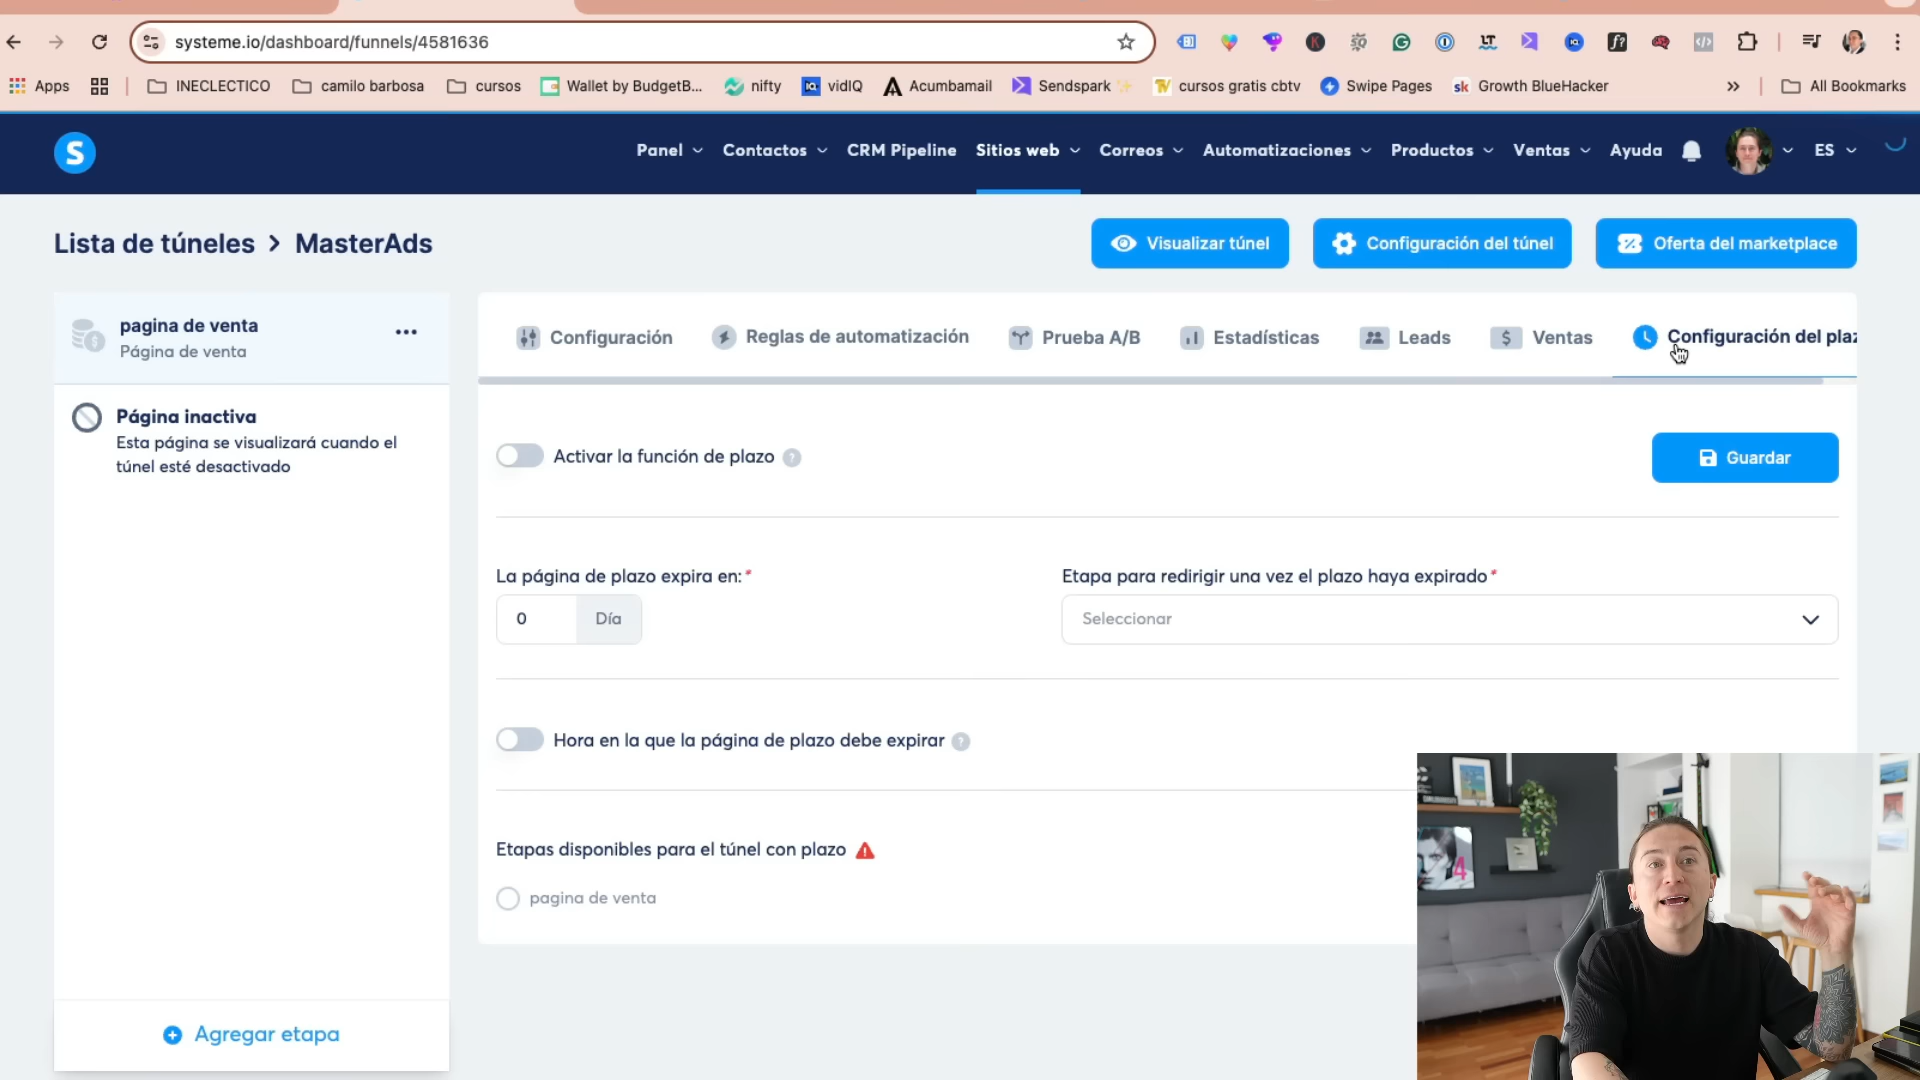 systeme.io/dashboard/funnels/4581636
Apps
INECLECTICO
camilo barbosa
cursos
Wallet by BudgetB...
nifty
vidIQ
Acumbamail
Sendspark
cursos gratis cbtv
Swipe Pages
Growth BlueHacker
All Bookmarks
S
Panel
Contactos
CRM Pipeline
Sitios web
Correos
Automatizaciones
Productos
Ventas
Ayuda
ES
Lista de túneles > MasterAds
Visualizar túnel
Configuración del túnel
Oferta del marketplace
pagina de venta
Página de venta
Página inactiva
Esta página se visualizará cuando el
túnel esté desactivado
Agregar etapa
Configuración
Reglas de automatización
Prueba A/B
Estadísticas
Leads
Ventas
Configuración del plaz
Activar la función de plazo ?
Guardar
La página de plazo expira en:*
0 Día
Etapa para redirigir una vez el plazo haya expirado*
Seleccionar
Hora en la que la página de plazo debe expirar ?
Etapas disponibles para el túnel con plazo
pagina de venta